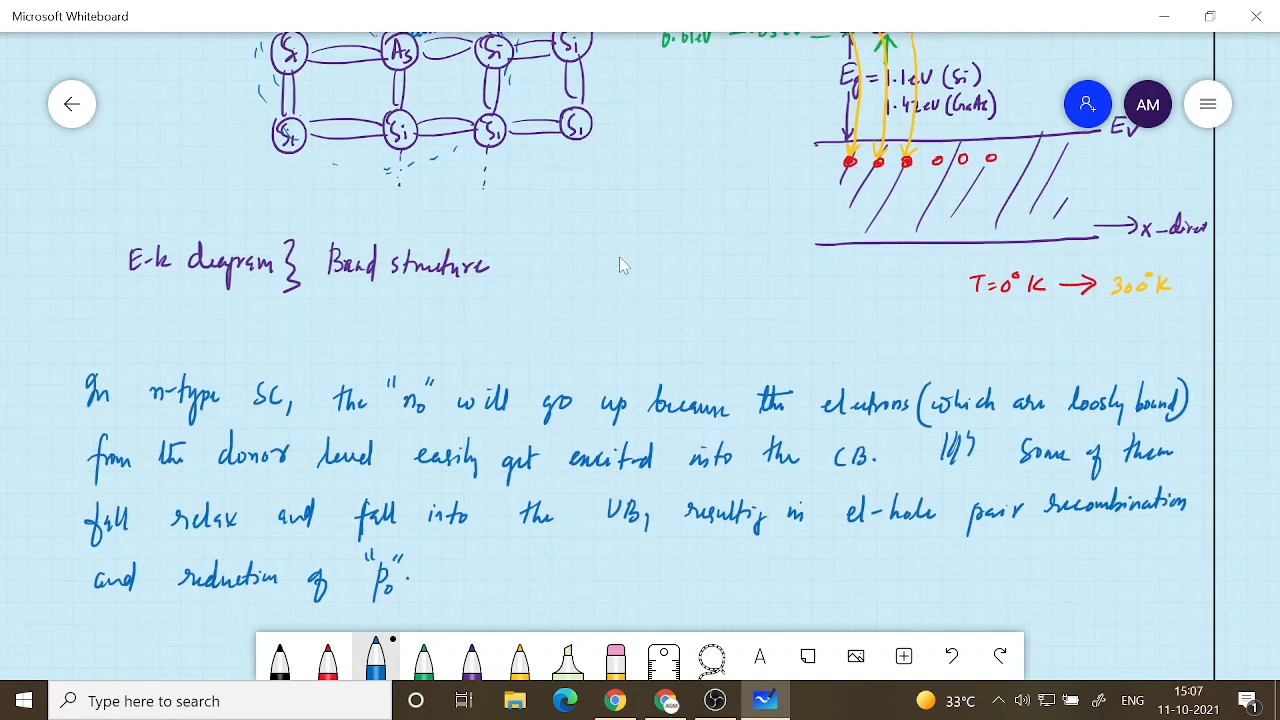 Microsoft Whiteboard
Si As Si Si
Si Si Si Si
Eg = 1.1eV (Si)
1.42eV (GaAs)
AM
Ev
x-direct
T=0°K → 300°K
E-k diagram } Band structure
In n-type SC, the "n₀" will go up because the electrons (which are loosly bound)
from the donor level easily get excited into the CB. Some of them
fall relax and fall into the VB, resulting in el-hole pair recombination
and reduction of "p₀".
A
Type here to search
AGM
33°C
ENG
15:07
11-10-2021
1